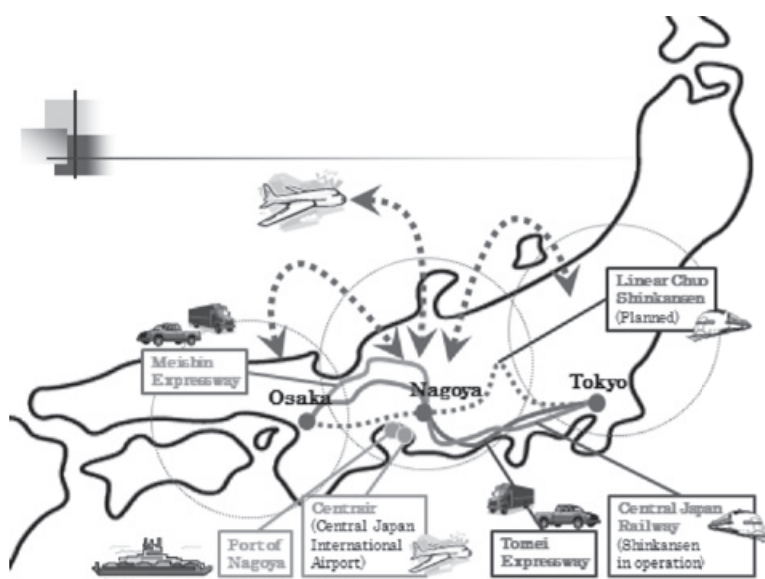 Linear Chuo
Shinkansen
(Planned)
Meishin
Expressway
Osaka
Nagoya
Tokyo
Port of
Nagoya
Centrair
(Central Japan
International
Airport)
Tomei
Expressway
Central Japan
Railway
(Shinkansen
in operation)